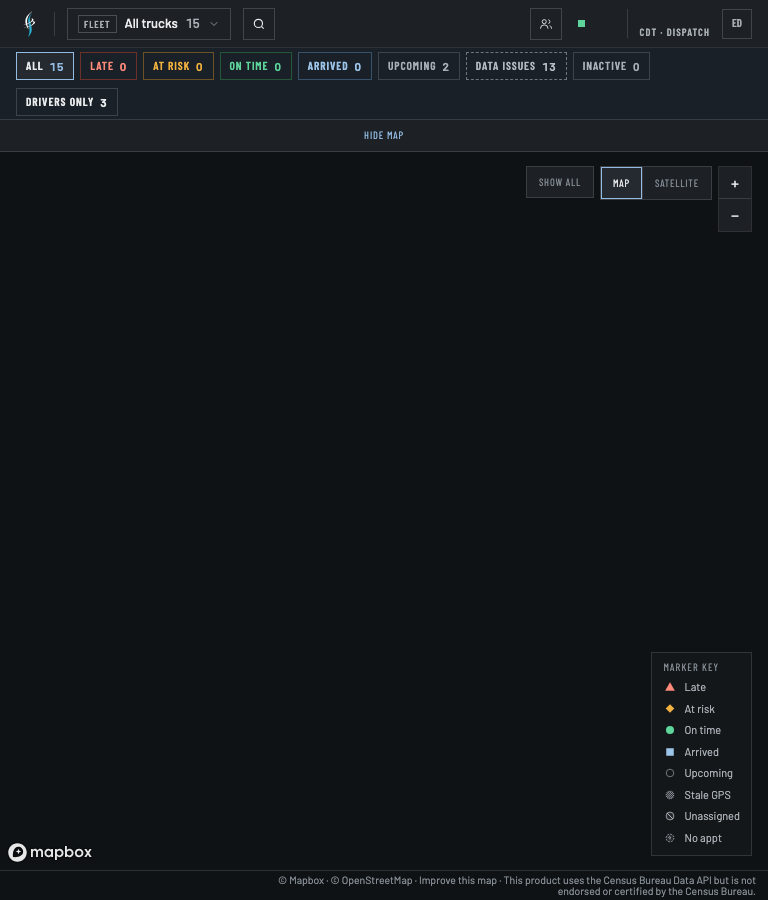 FLEET All trucks 15
CDT · DISPATCH
ED
ALL 15
LATE 0
AT RISK 0
ON TIME 0
ARRIVED 0
UPCOMING 2
DATA ISSUES 13
INACTIVE 0
DRIVERS ONLY 3
HIDE MAP
SHOW ALL
MAP
SATELLITE
+
−
MARKER KEY
Late
At risk
On time
Arrived
Upcoming
Stale GPS
Unassigned
No appt
mapbox
© Mapbox · © OpenStreetMap · Improve this map · This product uses the Census Bureau Data API but is not
endorsed or certified by the Census Bureau.